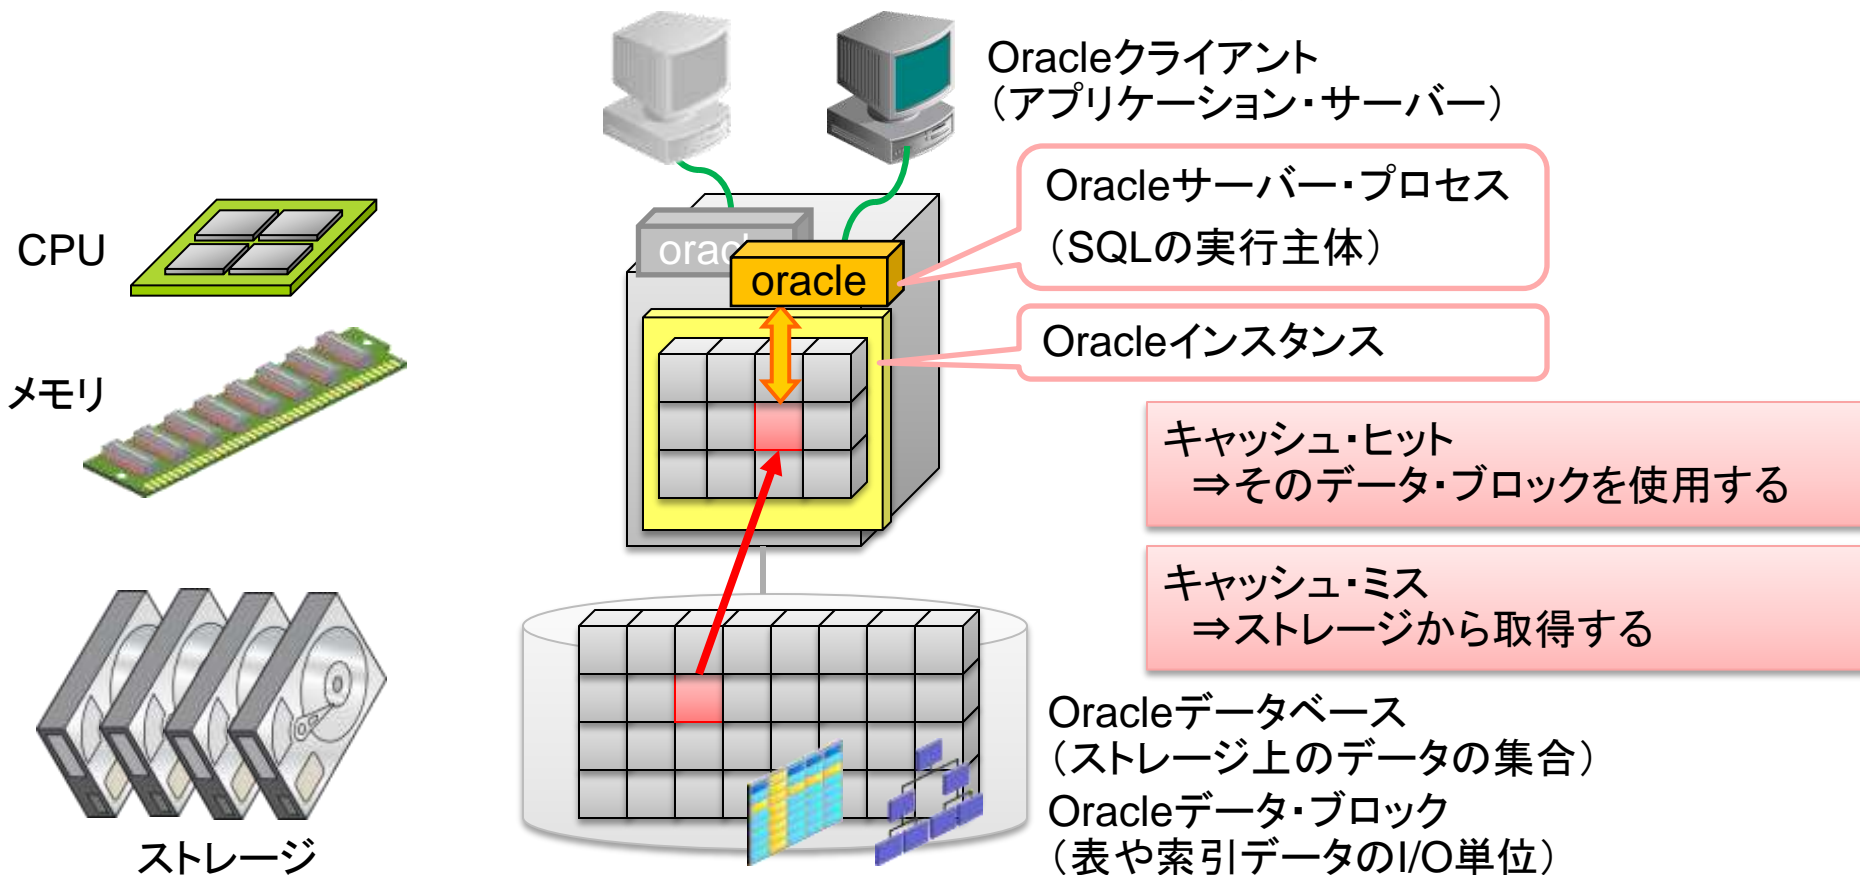 Oracleクライアント
（アプリケーション・サーバー）
Oracleサーバー・プロセス
（SQLの実行主体）
CPU
oracle
oracle
Oracleインスタンス
メモリ
キャッシュ・ヒット
⇒そのデータ・ブロックを使用する
キャッシュ・ミス
⇒ストレージから取得する
Oracleデータベース
（ストレージ上のデータの集合）
Oracleデータ・ブロック
（表や索引データのI/O単位）
ストレージ